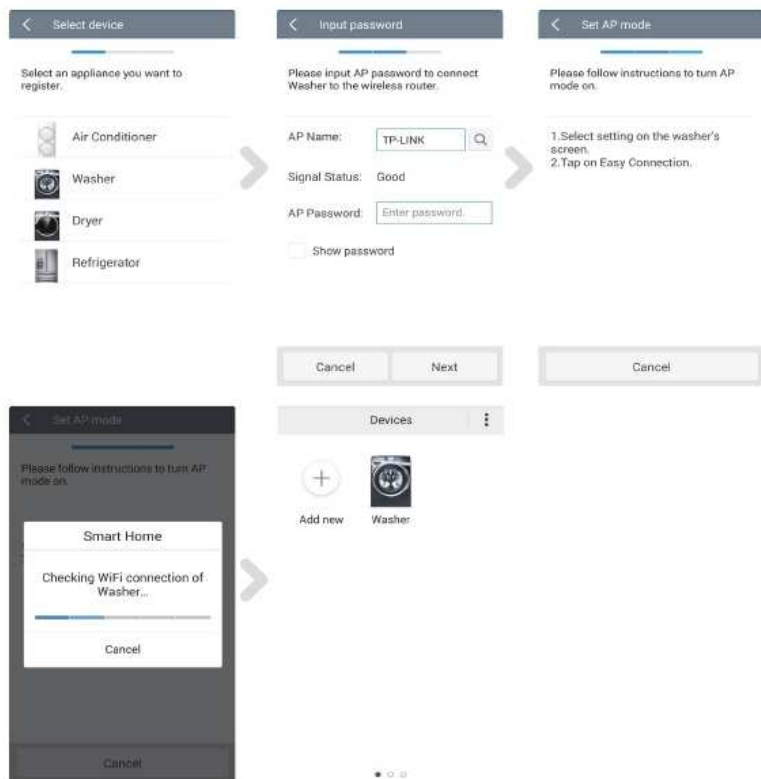 Select device
Select an appliance you want to
register.
Air Conditioner
Washer
Dryer
Refrigerator
Input password
Please input AP password to connect
Washer to the wireless router.
AP Name:
TP-LINK
Signal Status:
Good
AP Password:
Enter password.
Show password
Cancel
Next
Set AP mode
Please follow instructions to turn AP
mode on.
1.Select setting on the washer's
screen.
2.Tap on Easy Connection.
Cancel
Set AP mode
Please follow instructions to turn AP
mode on.
Smart Home
Checking WiFi connection of
Washer...
Cancel
Cancel
Devices
Add new
Washer